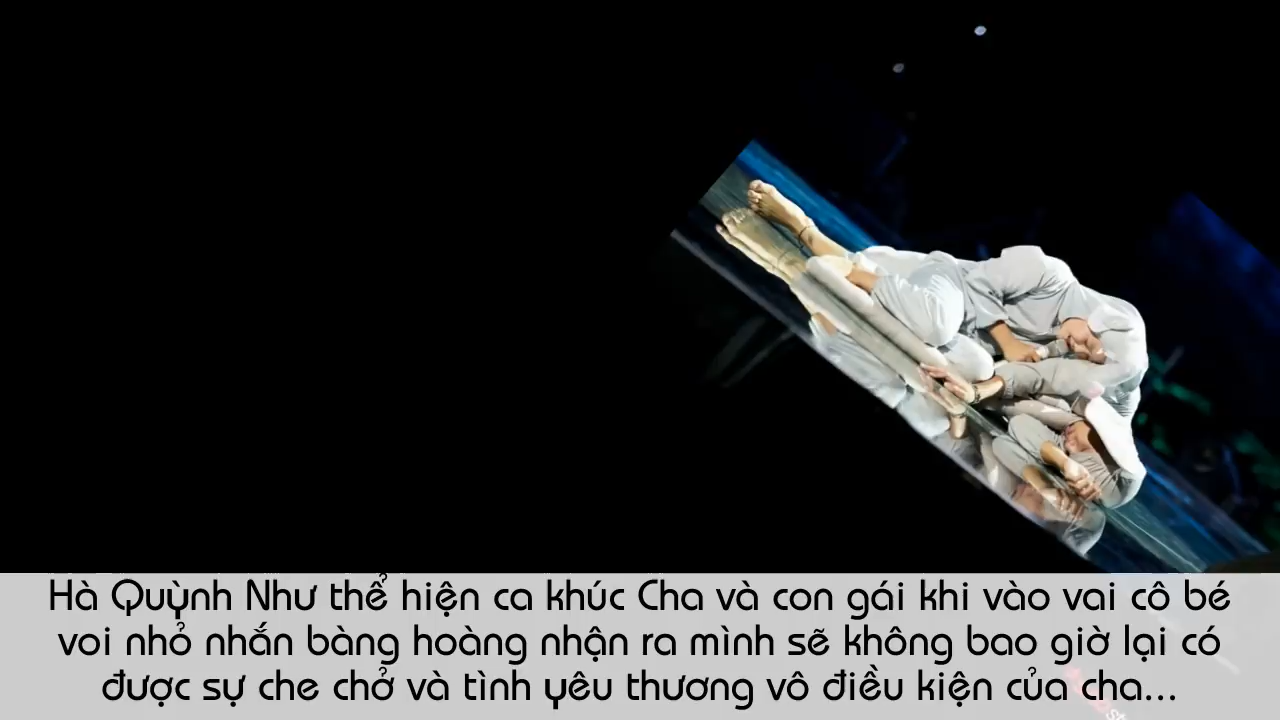 Hà Quỳnh Như thể hiện ca khúc Cha và con gái khi vào vai cô bé
voi nhỏ nhắn bàng hoàng nhận ra mình sẽ không bao giờ lại có
được sự che chở và tình yêu thương vô điều kiện của cha...